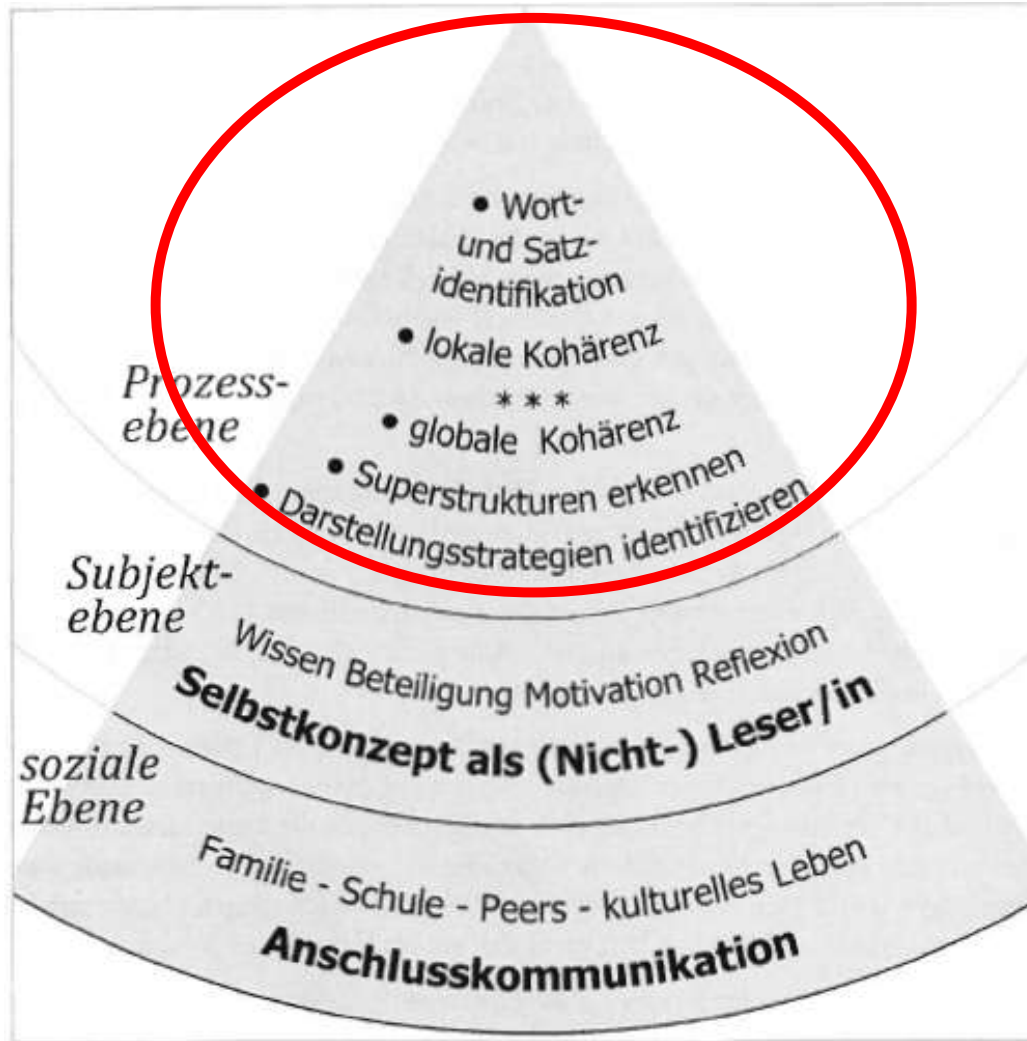 • Wort-
und Satz-
identifikation
• lokale Kohärenz
* * *
• globale Kohärenz
• Superstrukturen erkennen
• Darstellungsstrategien identifizieren
Prozess-
ebene
Wissen Beteiligung Motivation Reflexion
Selbstkonzept als (Nicht-) Leser/in
Subjekt-
ebene
Familie - Schule - Peers - kulturelles Leben
Anschlusskommunikation
soziale
Ebene